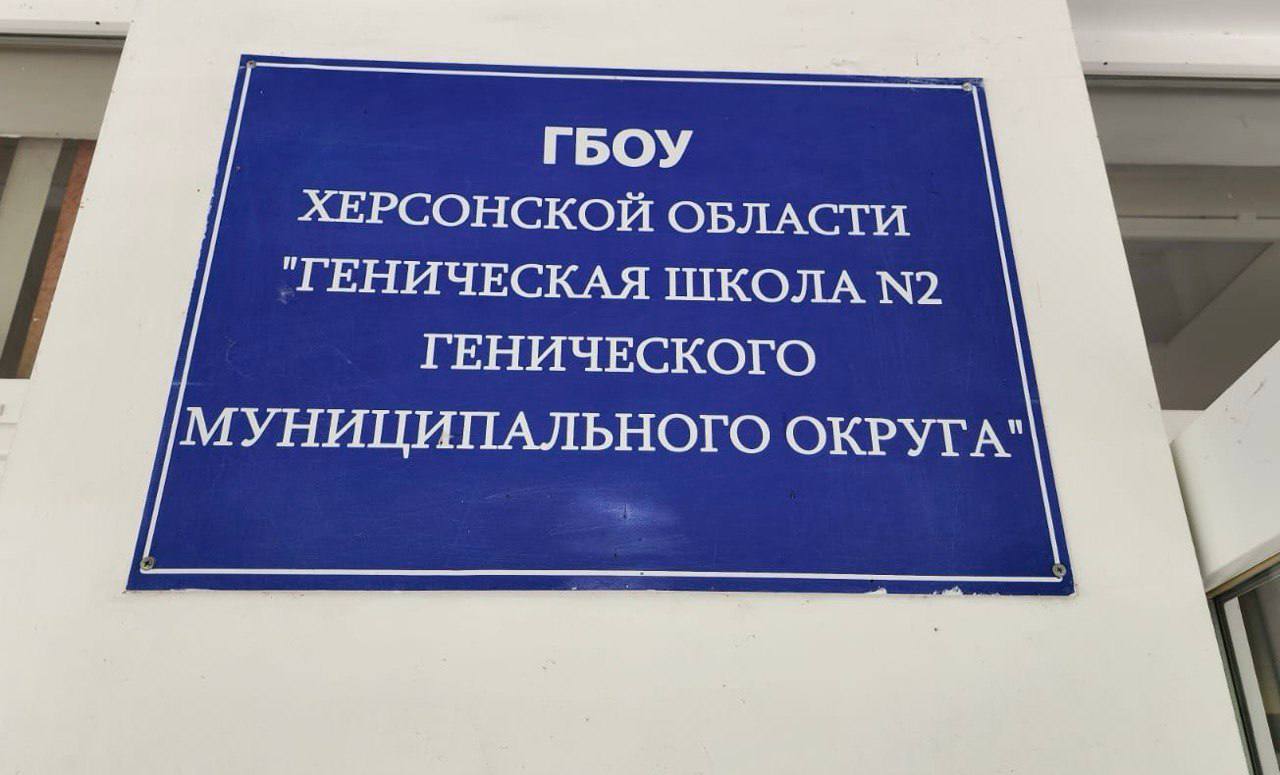 ГБОУ
ХЕРСОНСКОЙ ОБЛАСТИ
"ГЕНИЧЕСКАЯ ШКОЛА N2
ГЕНИЧЕСКОГО
МУНИЦИПАЛЬНОГО ОКРУГА"